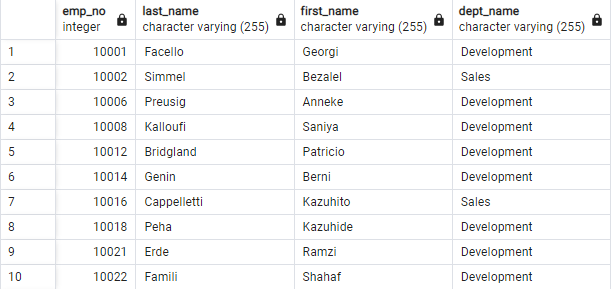 emp_no last_name first_name dept_name
integer character varying (255) character varying (255) character varying (255)
1 10001 Facello Georgi Development
2 10002 Simmel Bezalel Sales
3 10006 Preusig Anneke Development
4 10008 Kalloufi Saniya Development
5 10012 Bridgland Patricio Development
6 10014 Genin Berni Development
7 10016 Cappelletti Kazuhito Sales
8 10018 Peha Kazuhide Development
9 10021 Erde Ramzi Development
10 10022 Famili Shahaf Development